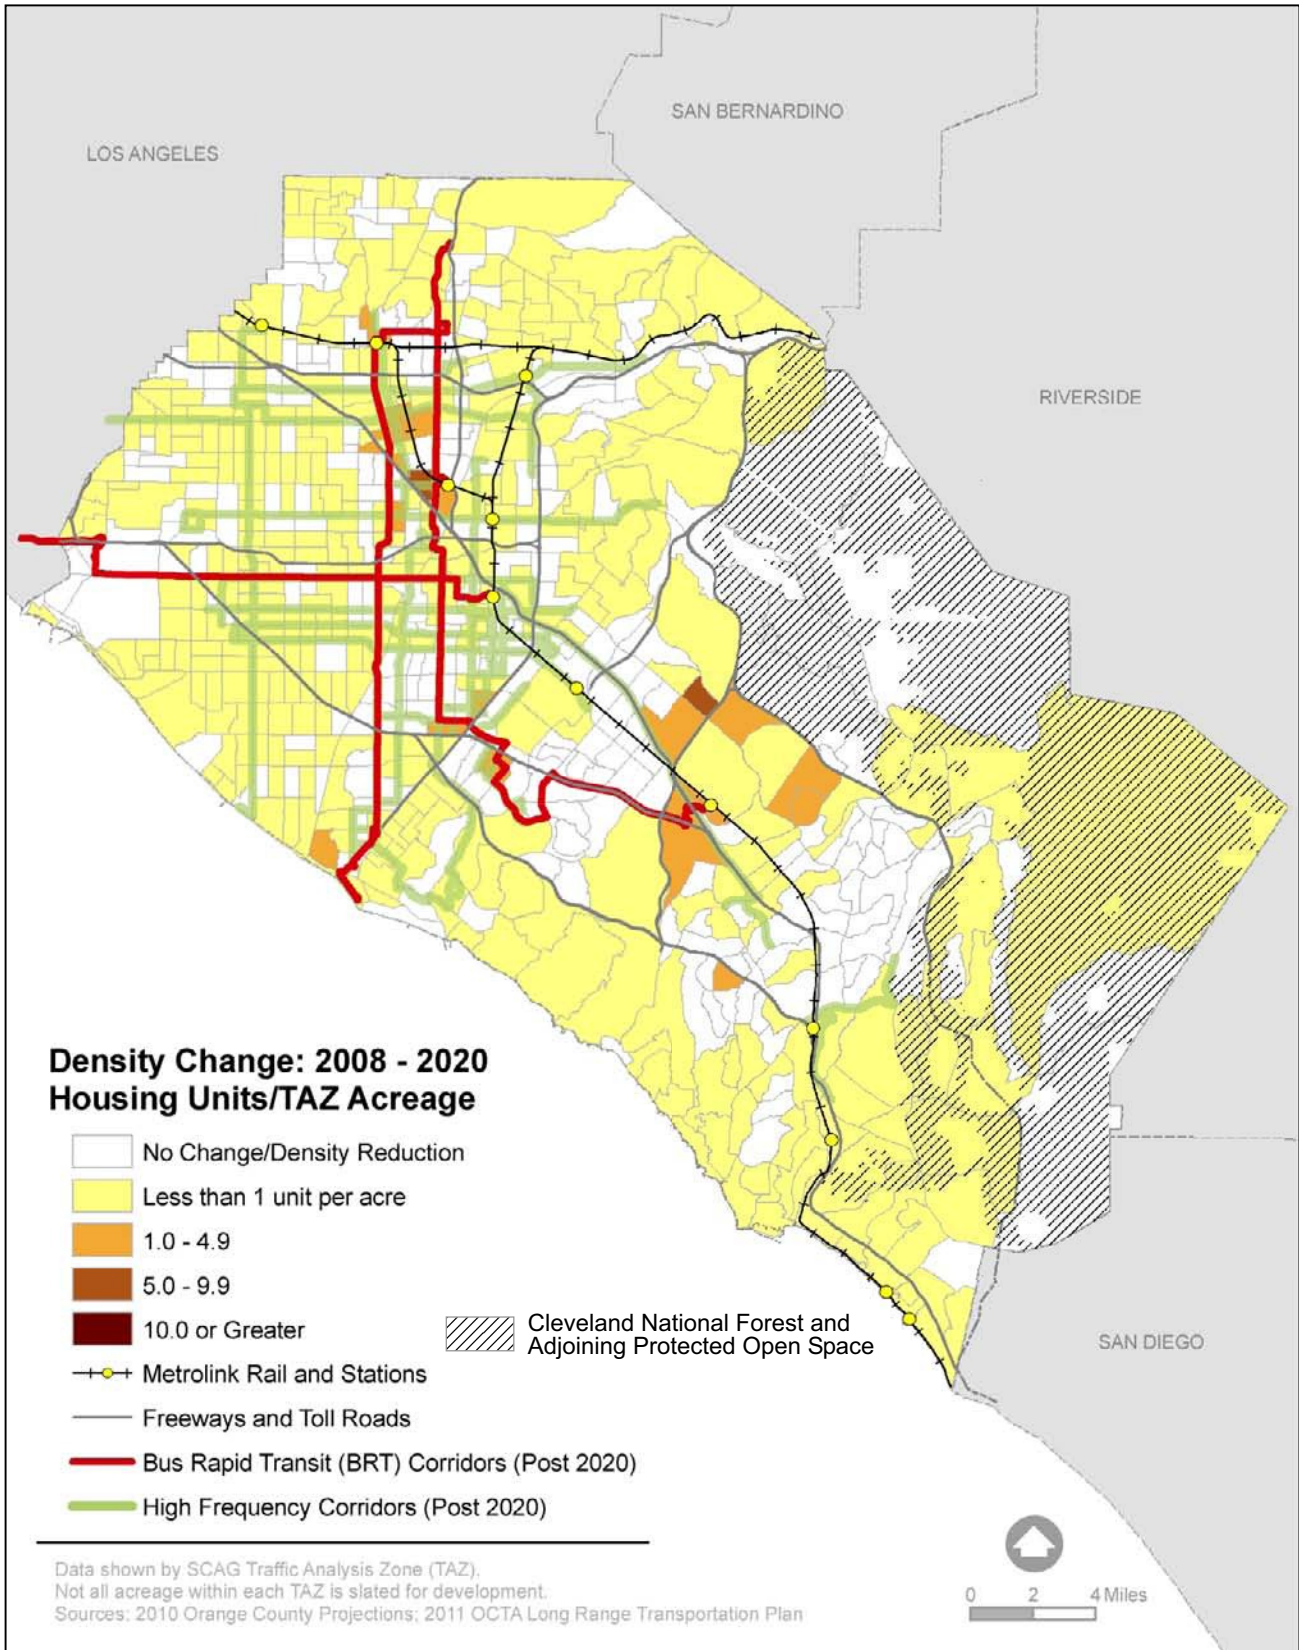 SAN BERNARDINO
LOS ANGELES
RIVERSIDE
Density Change: 2008 - 2020
Housing Units/TAZ Acreage
No Change/Density Reduction
Less than 1 unit per acre
1.0 - 4.9
5.0 - 9.9
10.0 or Greater
Cleveland National Forest and
Adjoining Protected Open Space
SAN DIEGO
Metrolink Rail and Stations
Freeways and Toll Roads
Bus Rapid Transit (BRT) Corridors (Post 2020)
High Frequency Corridors (Post 2020)
Data shown by SCAG Traffic Analysis Zone (TAZ).
Not all acreage within each TAZ is slated for development.
Sources: 2010 Orange County Projections; 2011 OCTA Long Range Transportation Plan
0 2 4 Miles